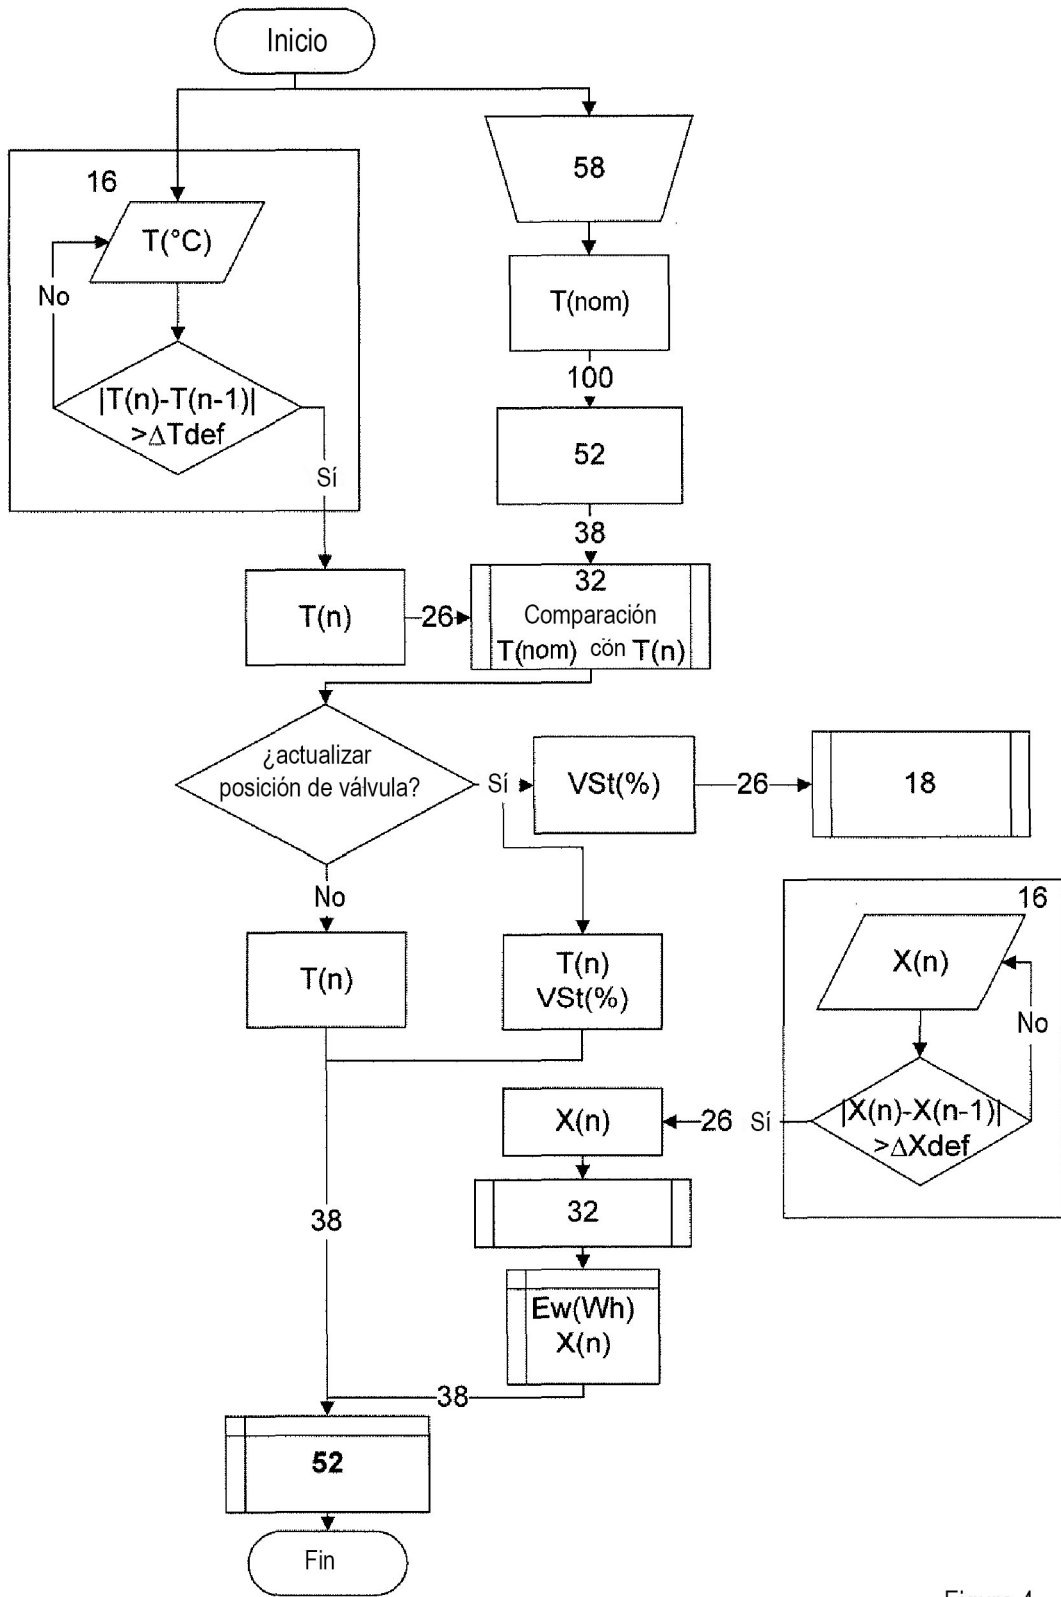 Inicio
58
16
T(°C)
No
T(nom)
100
|T(n)-T(n-1)|
>ΔTdef
Sí
52
38
T(n)
26
32
Comparación
T(nom) cón T(n)
¿actualizar
posición de válvula?
Sí
VSt(%)
26
18
No
T(n)
T(n)
VSt(%)
16
X(n)
No
|X(n)-X(n-1)|
>ΔXdef
Sí
26
X(n)
38
32
Ew(Wh)
X(n)
38
52
Fin